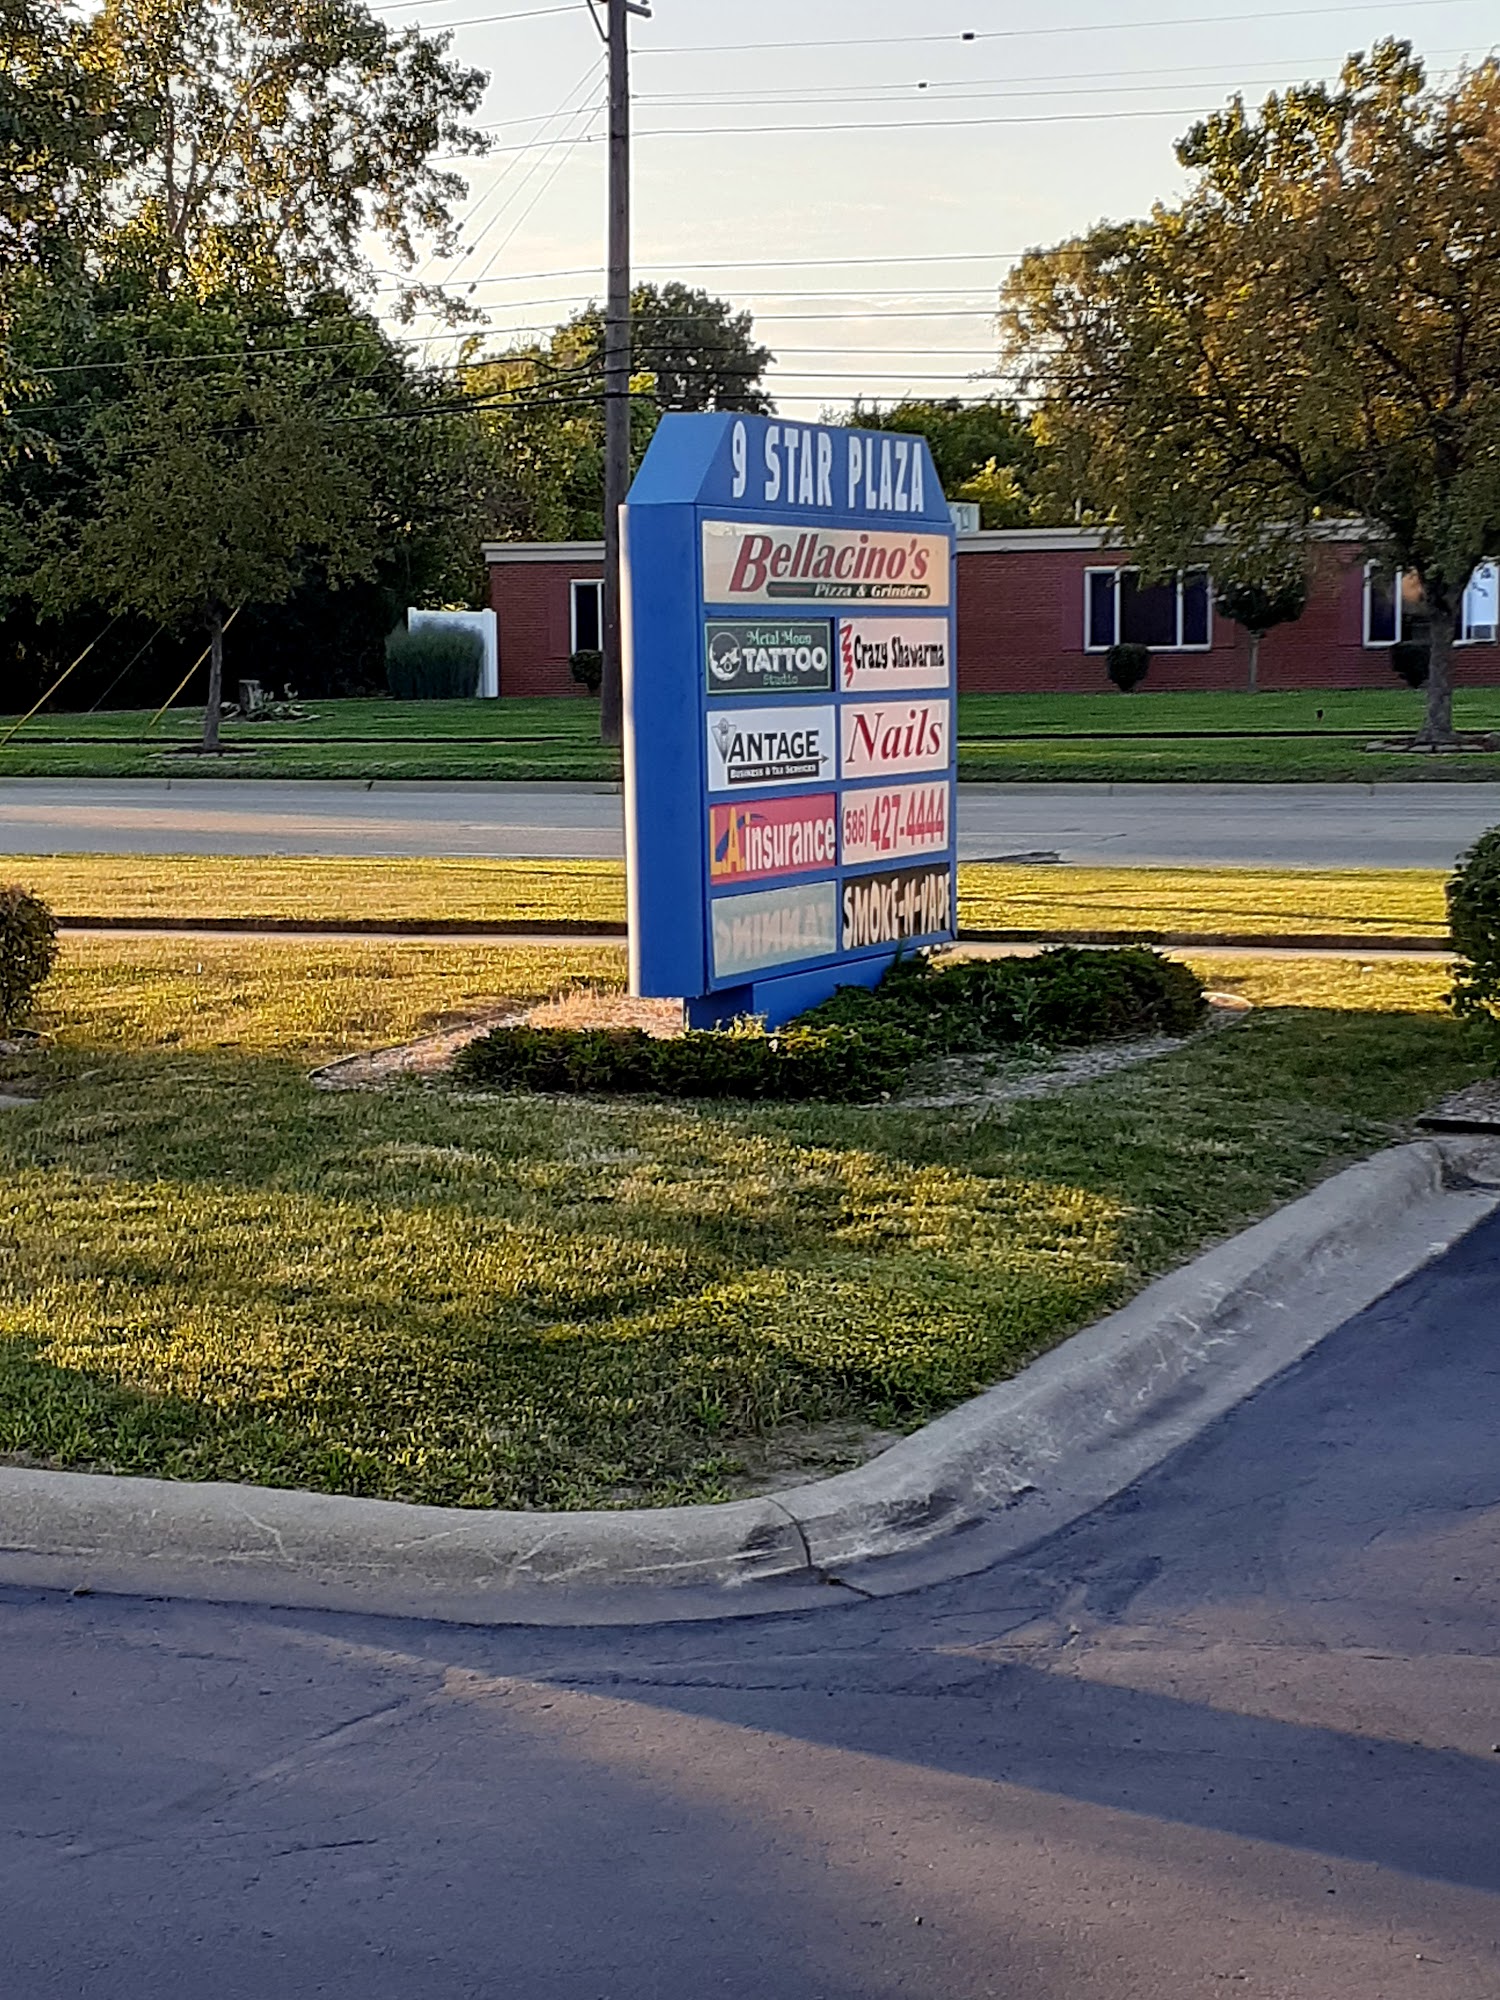 9 STAR PLAZA
Bellacino's
Pizza & Grinders
Metal Moon
TATTOO
Studio
Crazy Shawarma
VANTAGE
BUSINESS & TAX SERVICES
Nails
L.A. insurance
(586) 427-4444
TANNING
SMOKE-N-VAPE